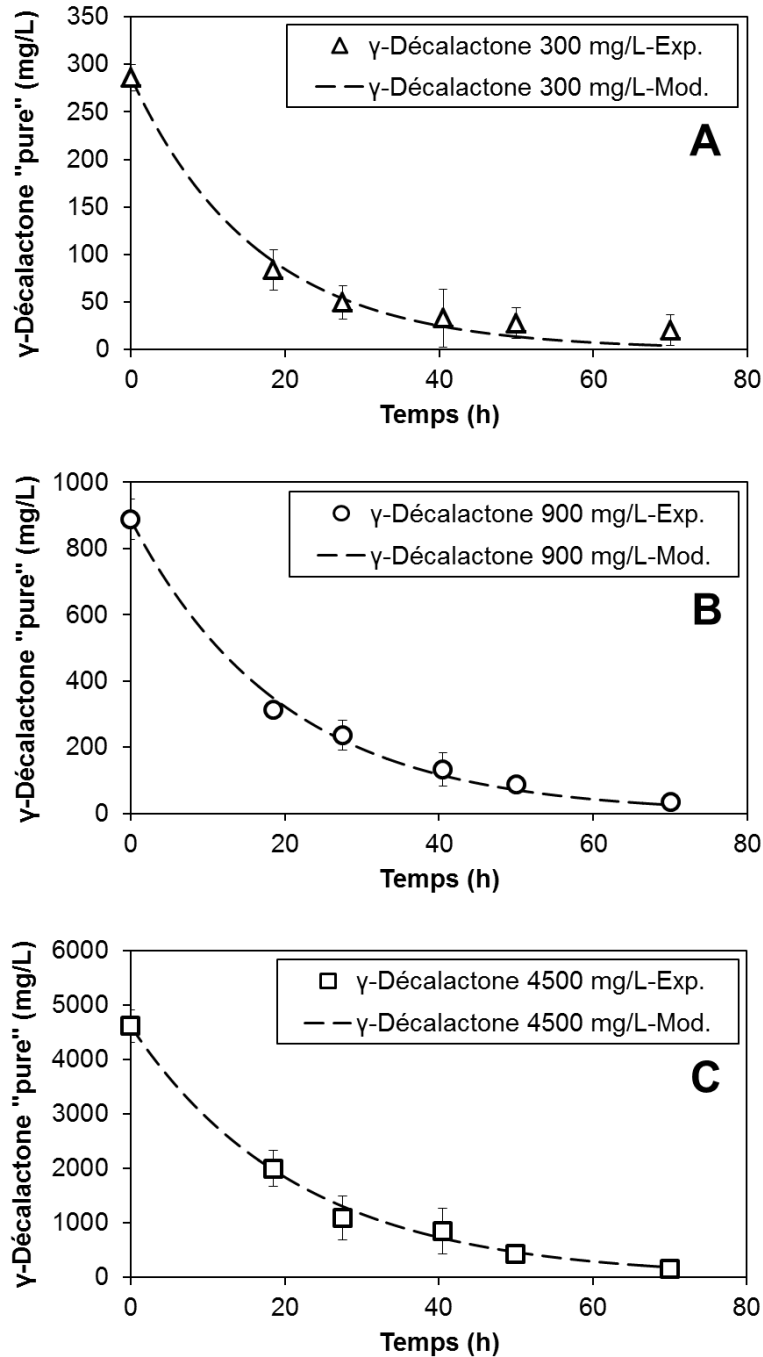 γ-Décalactone "pure" (mg/L)
350
300
250
200
150
100
50
0
γ-Décalactone 300 mg/L-Exp.
γ-Décalactone 300 mg/L-Mod.
A
0 20 40 60 80
Temps (h)
γ-Décalactone "pure" (mg/L)
1000
800
600
400
200
0
γ-Décalactone 900 mg/L-Exp.
γ-Décalactone 900 mg/L-Mod.
B
0 20 40 60 80
Temps (h)
γ-Décalactone "pure" (mg/L)
6000
5000
4000
3000
2000
1000
0
γ-Décalactone 4500 mg/L-Exp.
γ-Décalactone 4500 mg/L-Mod.
C
0 20 40 60 80
Temps (h)